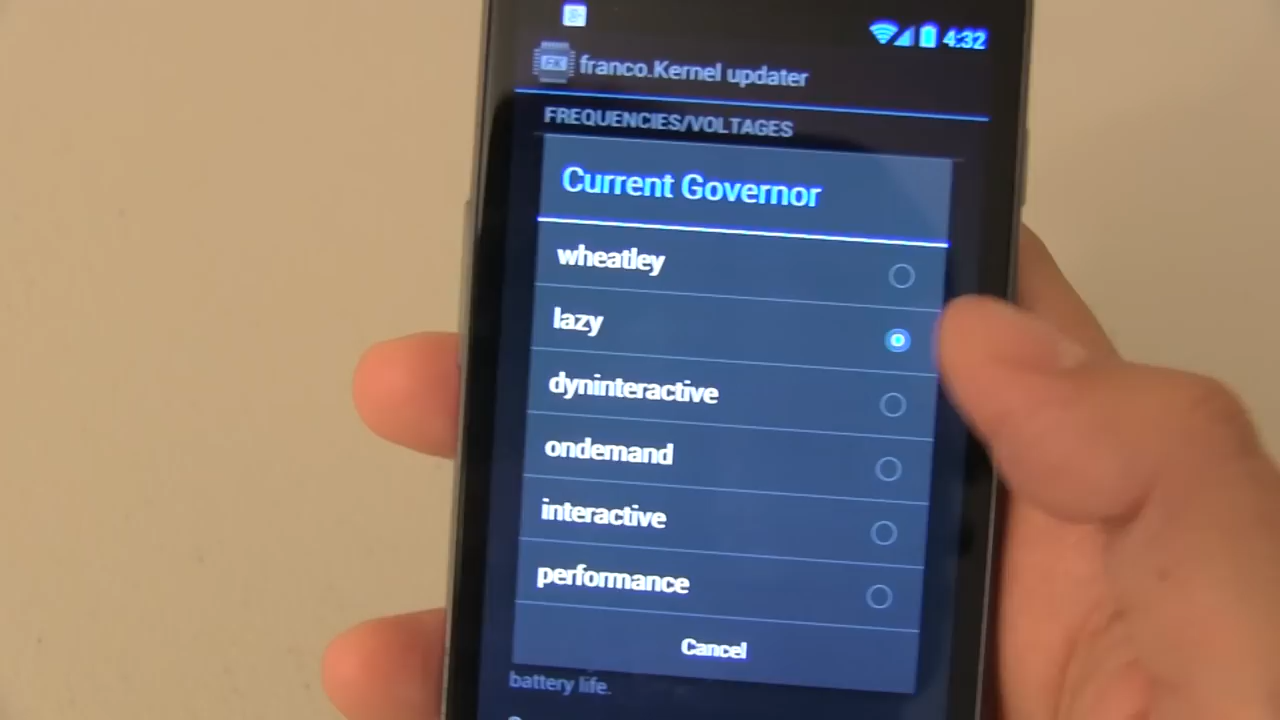 4:32
franco.Kernel updater
FREQUENCIES/VOLTAGES
Current Governor
wheatley
lazy
dyninteractive
ondemand
interactive
performance
Cancel
battery life.